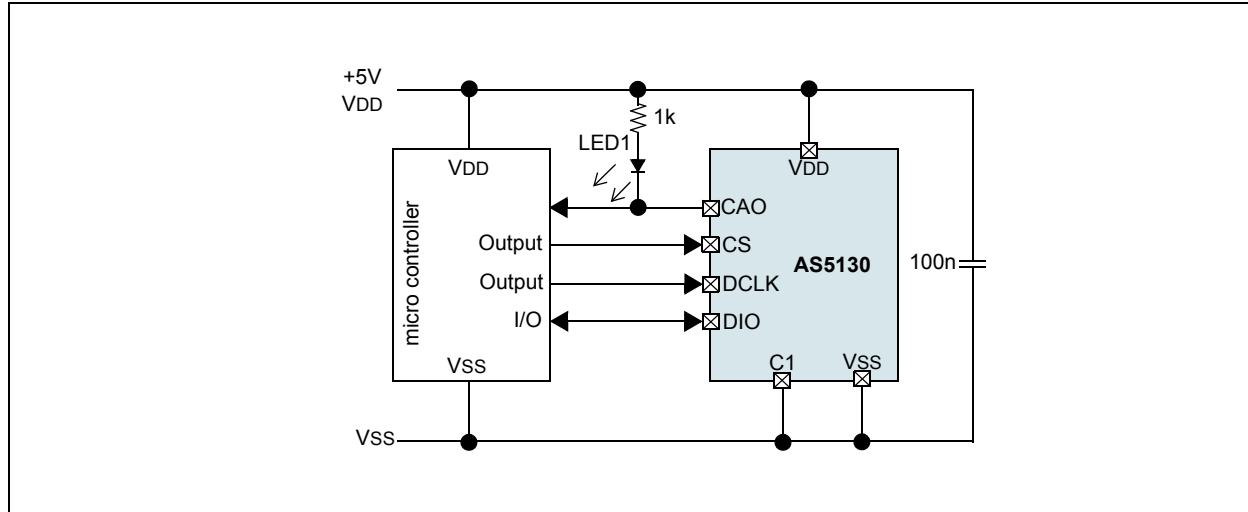 +5V
VDD
1k
LED1
VDD
VDD
micro controller
CAO
Output
CS
AS5130
100n
Output
DCLK
I/O
DIO
VSS
C1
VSS
VSS